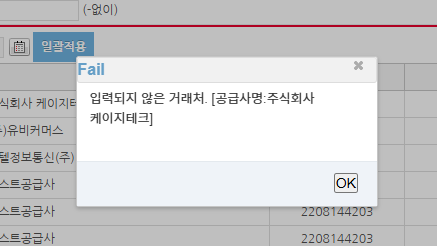 (-없이)
일괄적용
Fail
입력되지 않은 거래처. [공급사명:주식회사
케이지테크]
OK
식회사 케이지테
)유비커머스
텔정보통신(주)
스트공급사
스트공급사
2208144203
스트공급사
2208144203